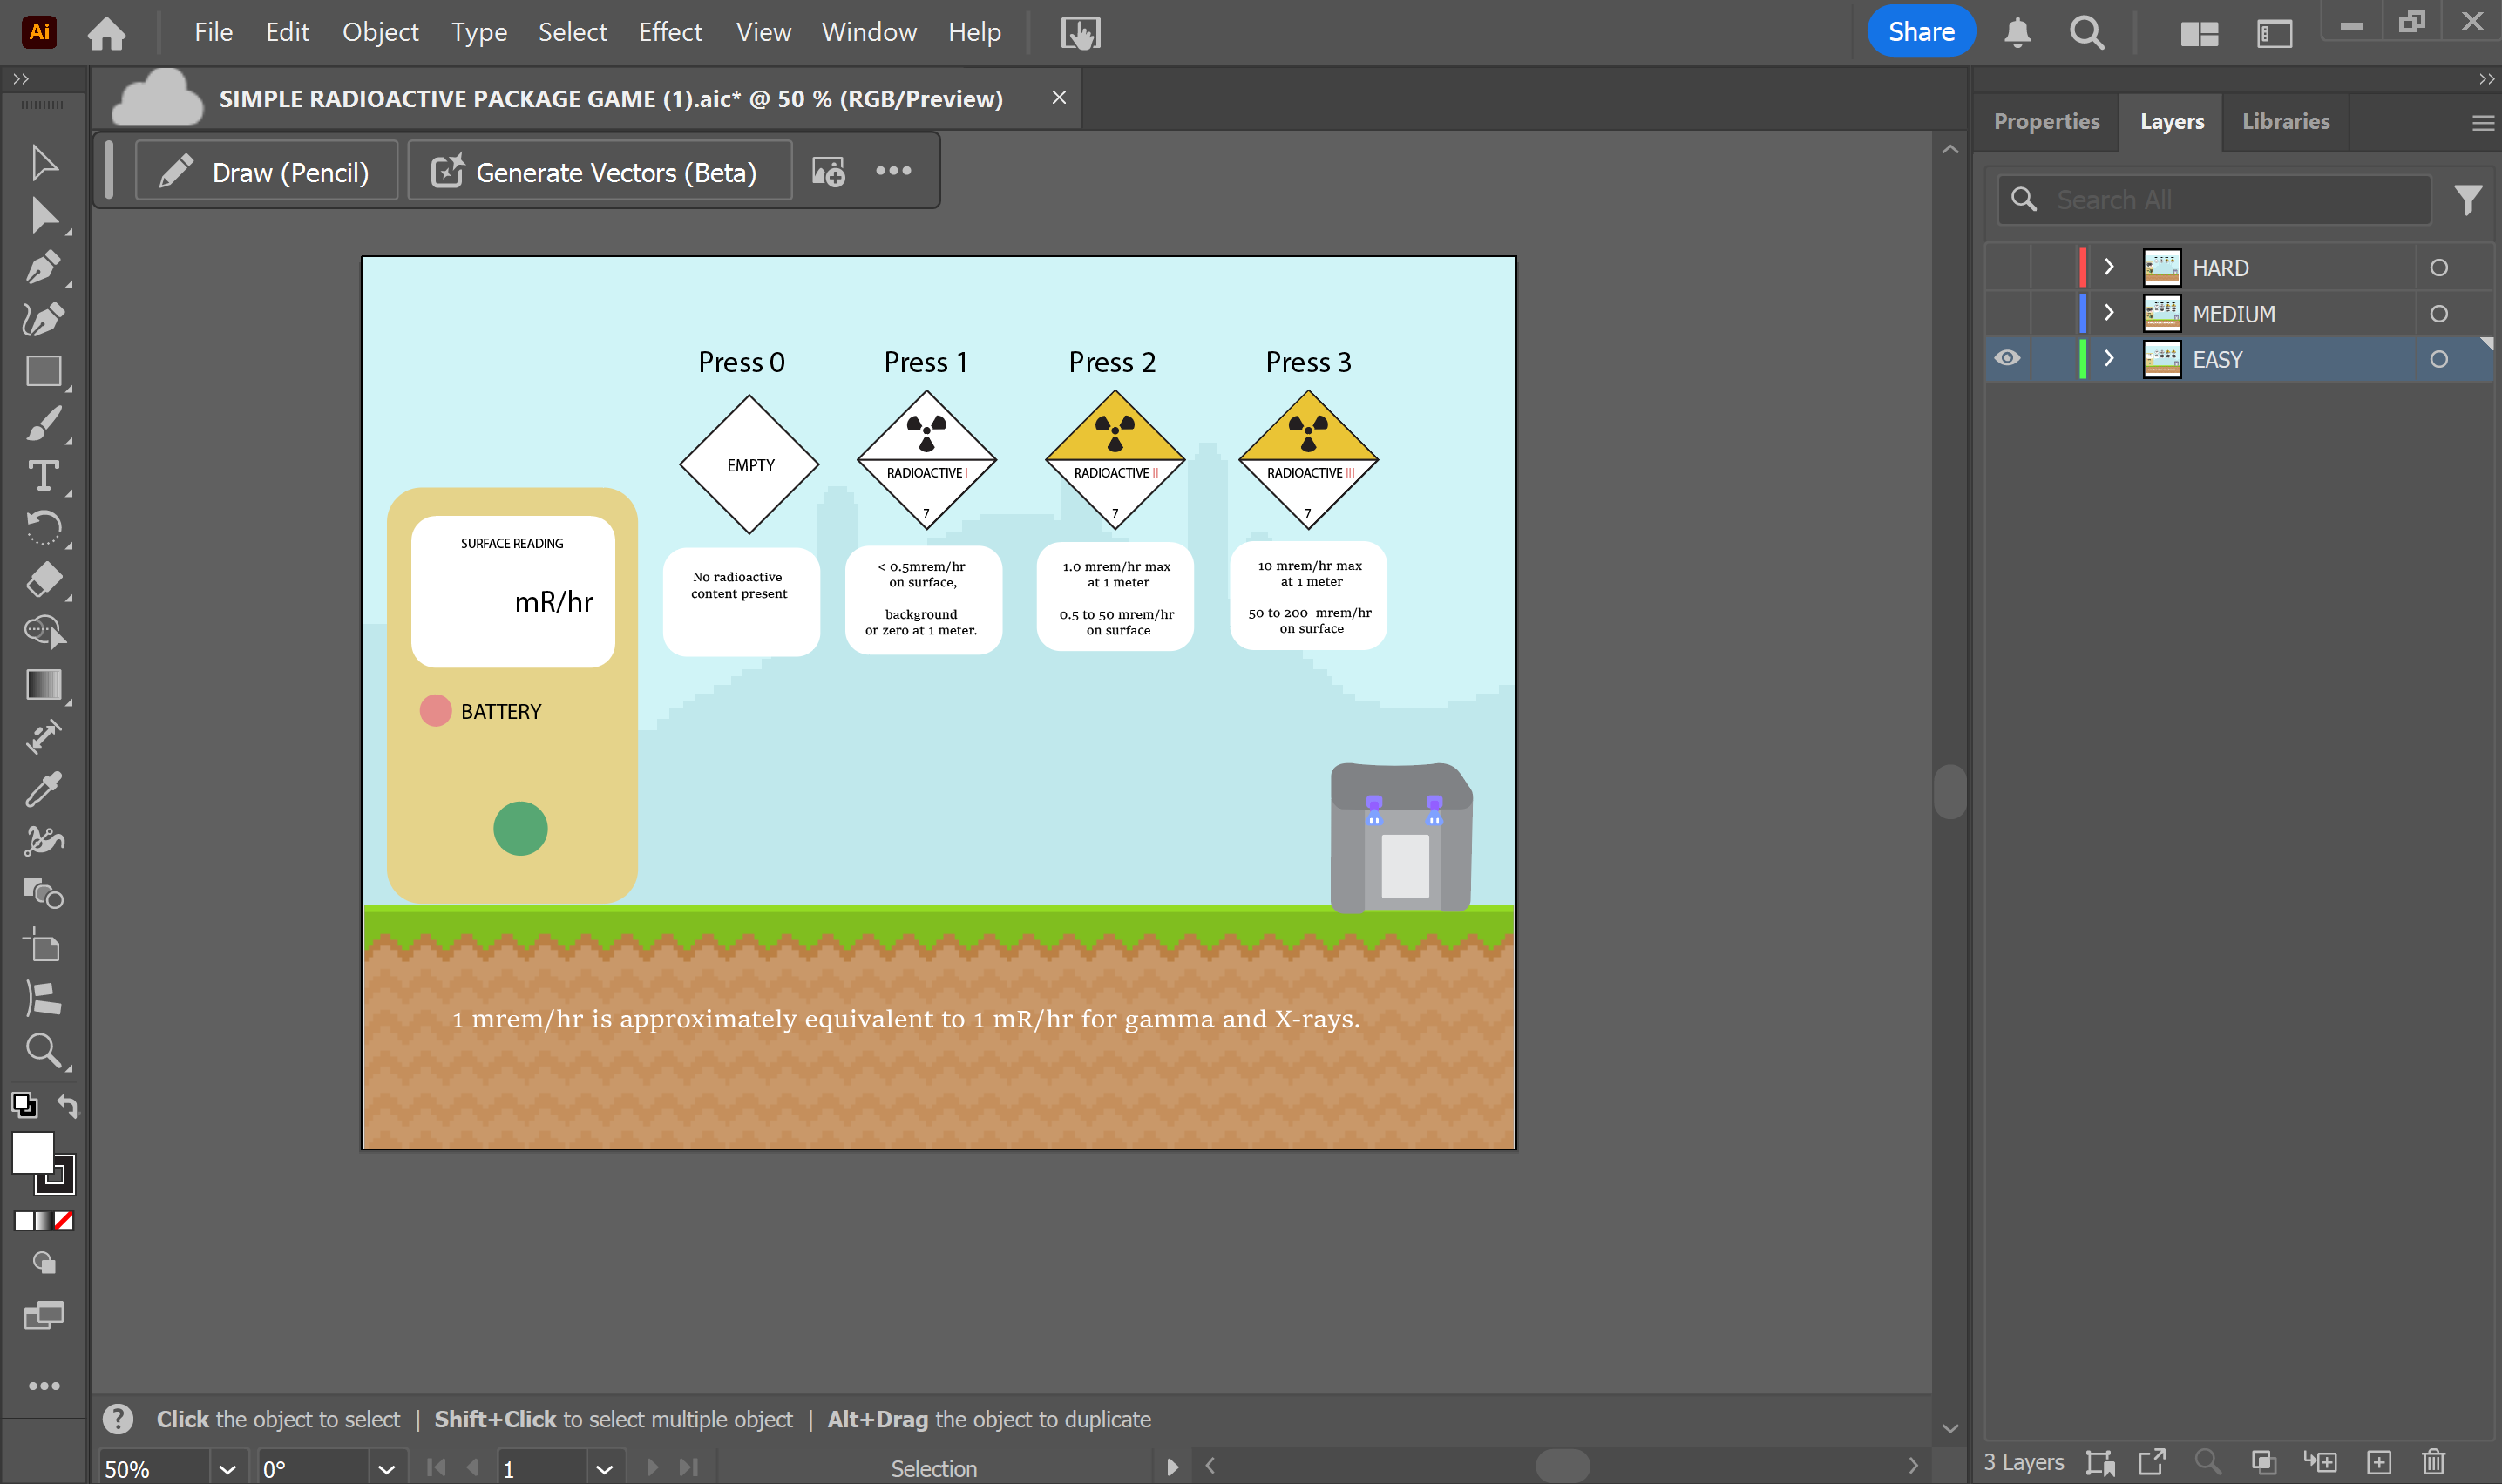 Ai File Edit Object Type Select Effect View Window Help Share
SIMPLE RADIOACTIVE PACKAGE GAME (1).aic* @ 50 % (RGB/Preview)
Draw (Pencil) Generate Vectors (Beta)
Properties Layers Libraries
Search All
HARD
MEDIUM
EASY
Press 0 Press 1 Press 2 Press 3
EMPTY
RADIOACTIVE I
7
RADIOACTIVE II
7
RADIOACTIVE III
7
SURFACE READING
mR/hr
BATTERY
No radioactive
content present
< 0.5mrem/hr
on surface,
background
or zero at 1 meter.
1.0 mrem/hr max
at 1 meter
0.5 to 50 mrem/hr
on surface
10 mrem/hr max
at 1 meter
50 to 200 mrem/hr
on surface
1 mrem/hr is approximately equivalent to 1 mR/hr for gamma and X-rays.
? Click the object to select | Shift+Click to select multiple object | Alt+Drag the object to duplicate
50% 0° 1 Selection
3 Layers